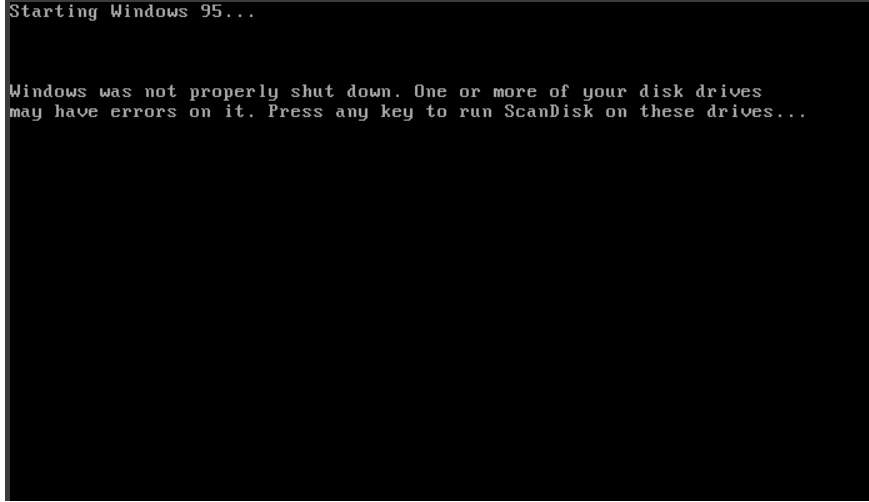 Starting Windows 95...
Windows was not properly shut down. One or more of your disk drives
may have errors on it. Press any key to run ScanDisk on these drives...